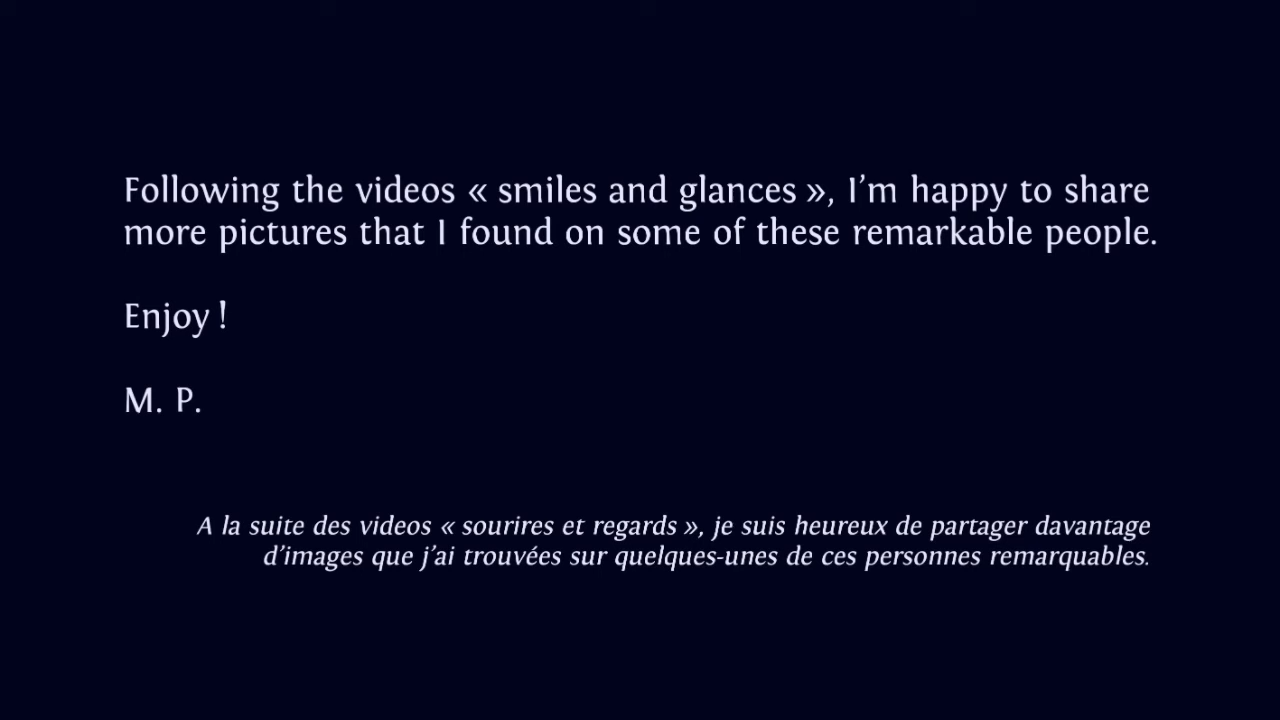 Following the videos « smiles and glances », I’m happy to share
more pictures that I found on some of these remarkable people.
Enjoy !
M. P.
A la suite des videos « sourires et regards », je suis heureux de partager davantage
d’images que j’ai trouvées sur quelques-unes de ces personnes remarquables.